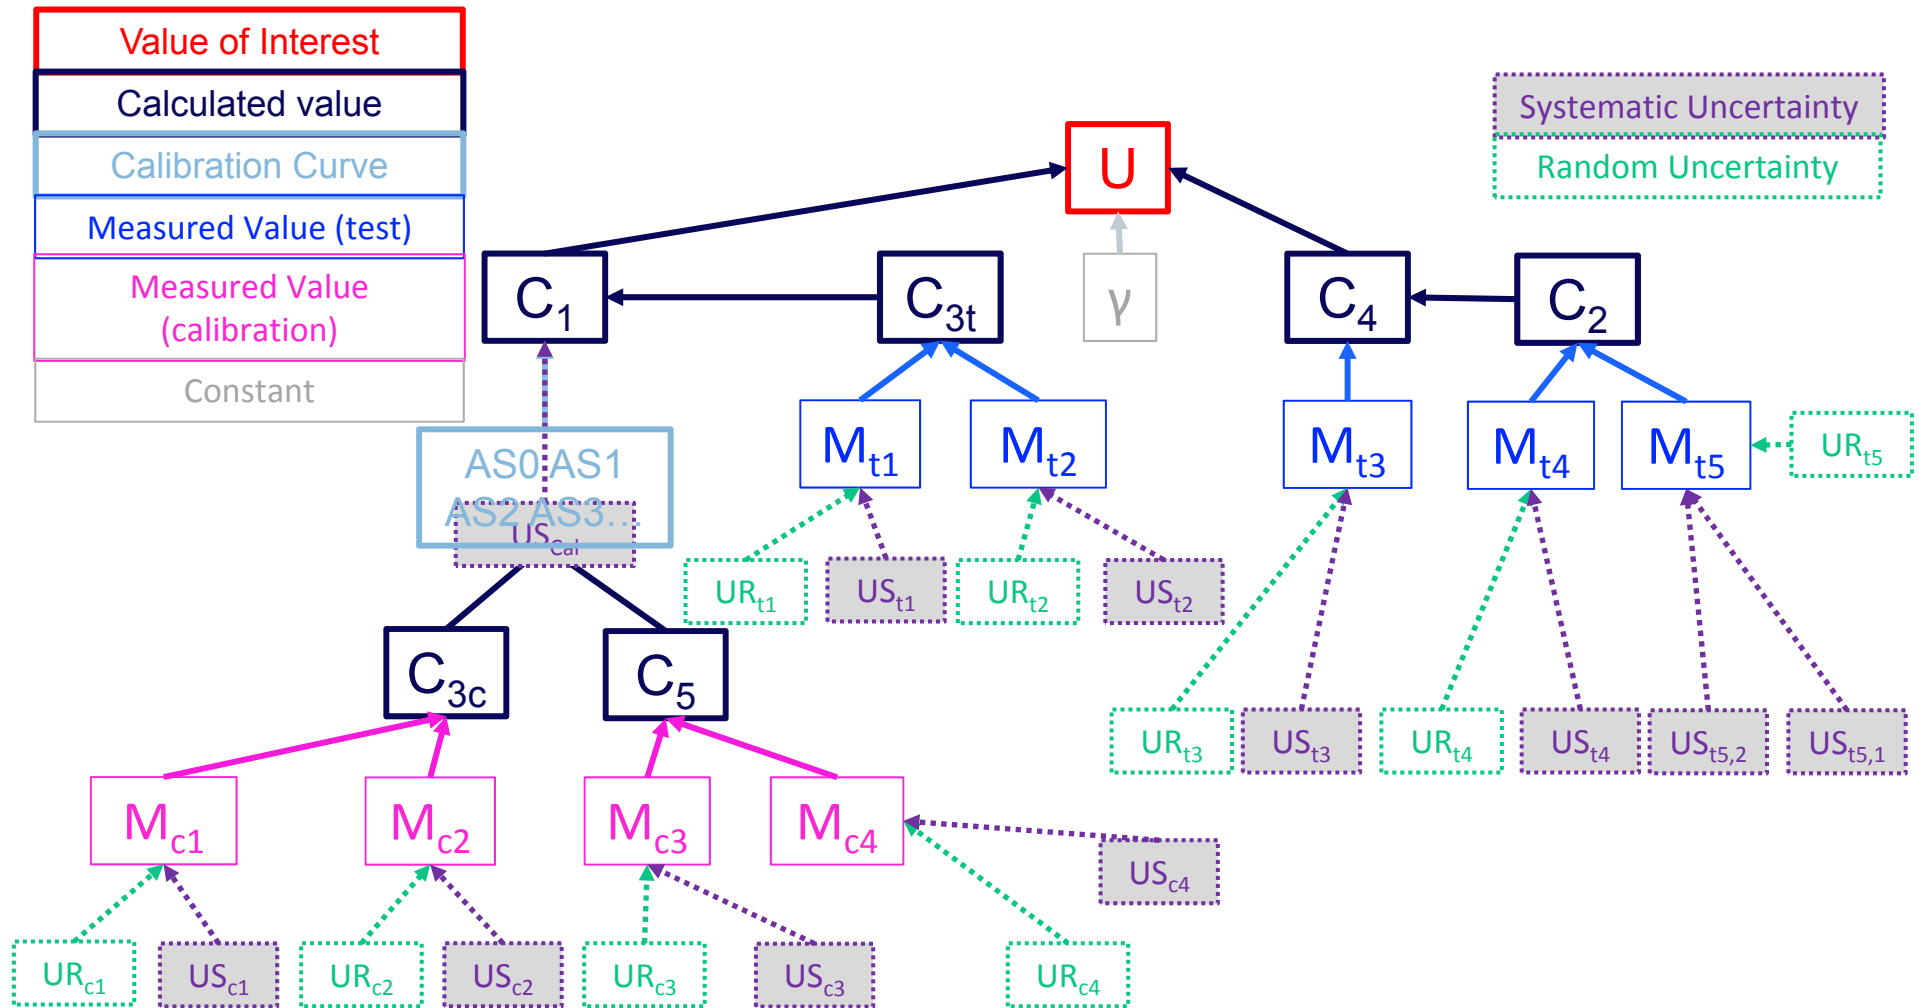 Value of Interest
Calculated value
Calibration Curve
Measured Value (test)
Measured Value
(calibration)
Constant
Systematic Uncertainty
Random Uncertainty
U
C1
C3t
γ
C4
C2
Mt1
Mt2
Mt3
Mt4
Mt5
URt5
AS0 AS1
AS2 AS3...
USCal
URt1
USt1
URt2
USt2
C3c
C5
URt3
USt3
URt4
USt4
USt5,2
USt5,1
Mc1
Mc2
Mc3
Mc4
USc4
URc1
USc1
URc2
USc2
URc3
USc3
URc4